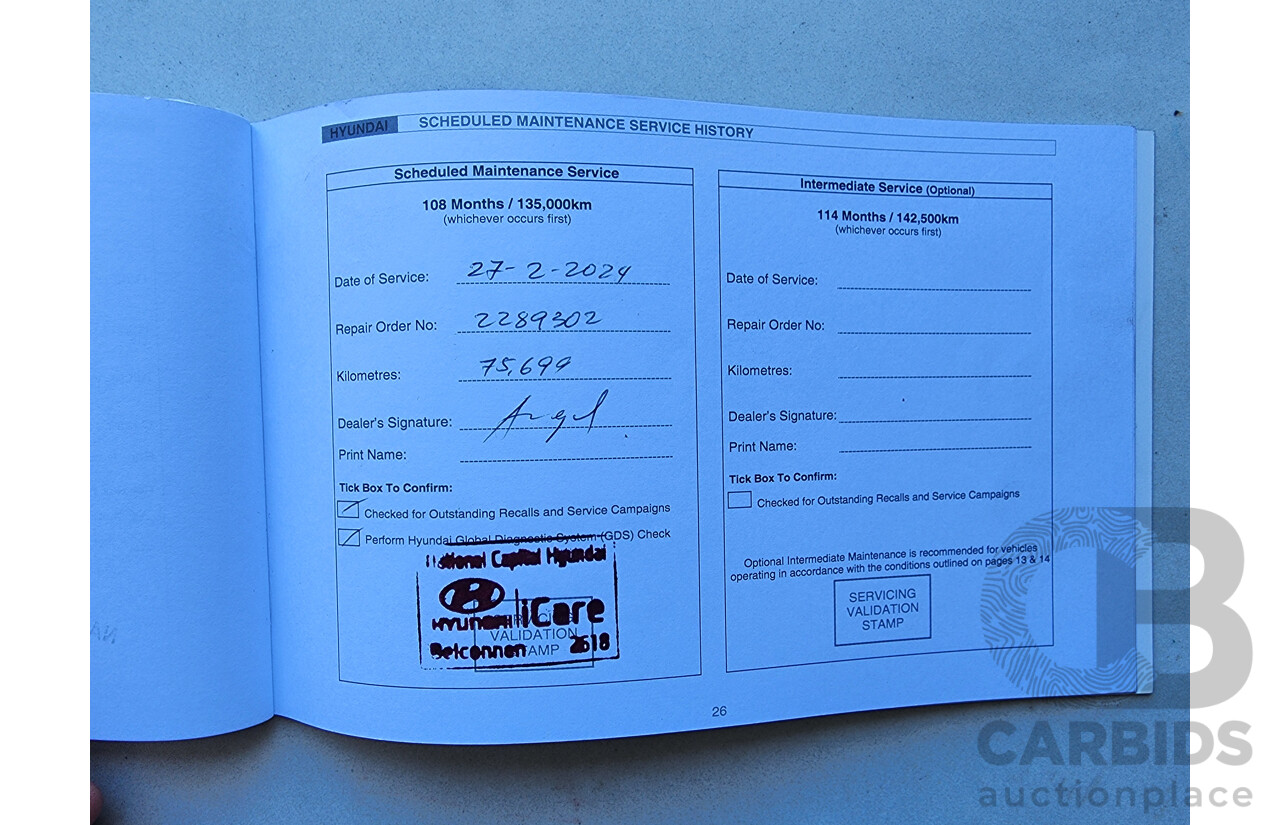 HYUNDAI SCHEDULED MAINTENANCE SERVICE HISTORY
Scheduled Maintenance Service
108 Months / 135,000km
(whichever occurs first)
Date of Service: 27-2-2024
Repair Order No: 2289302
Kilometres: 75,699
Dealer's Signature:
Print Name:
Tick Box To Confirm:
Checked for Outstanding Recalls and Service Campaigns
Perform Hyundai Global Diagnostic System (GDS) Check
National Capital Hyundai
HYUNDAI iCare
VALIDATION
Belconnen STAMP 2618
Intermediate Service (Optional)
114 Months / 142,500km
(whichever occurs first)
Date of Service:
Repair Order No:
Kilometres:
Dealer's Signature:
Print Name:
Tick Box To Confirm:
Checked for Outstanding Recalls and Service Campaigns
Optional Intermediate Maintenance is recommended for vehicles
operating in accordance with the conditions outlined on pages 13 & 14
SERVICING
VALIDATION
STAMP
26
CB
CARBIDS
auctionplace